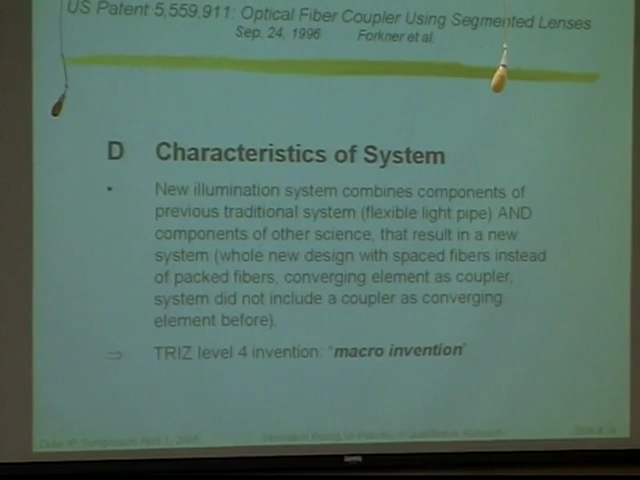 US Patent 5,559,911: Optical Fiber Coupler Using Segmented Lenses
Sep. 24, 1996 Forkner et al.
D Characteristics of System
• New illumination system combines components of
previous traditional system (flexible light pipe) AND
components of other science, that result in a new
system (whole new design with spaced fibers instead
of packed fibers, converging element as coupler,
system did not include a coupler as converging
element before).
⇒ TRIZ level 4 invention: "macro invention"